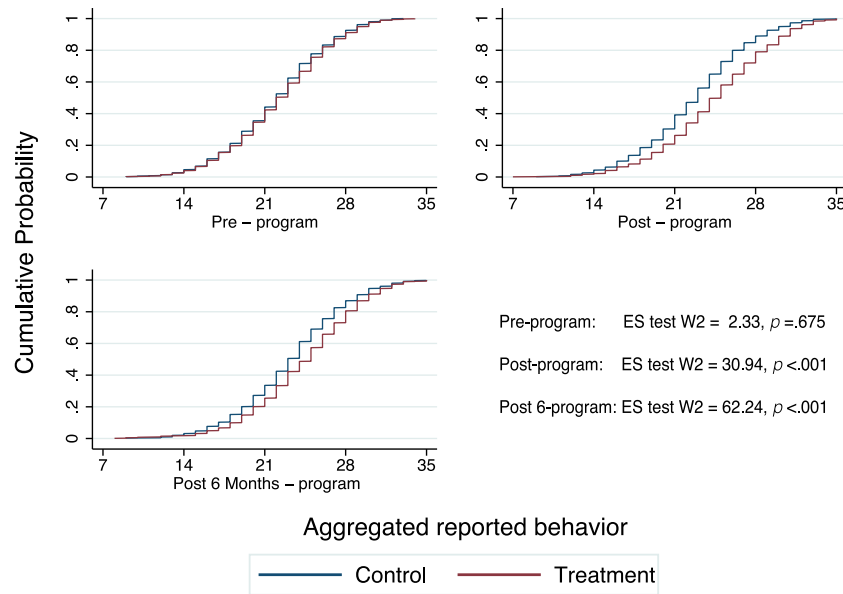 Cumulative Probability
0 .2 .4 .6 .8 1
7 14 21 28 35
Pre – program
0 .2 .4 .6 .8 1
7 14 21 28 35
Post – program
0 .2 .4 .6 .8 1
7 14 21 28 35
Post 6 Months – program
Pre-program: ES test W2 = 2.33, p =.675
Post-program: ES test W2 = 30.94, p <.001
Post 6-program: ES test W2 = 62.24, p <.001
Aggregated reported behavior
Control Treatment